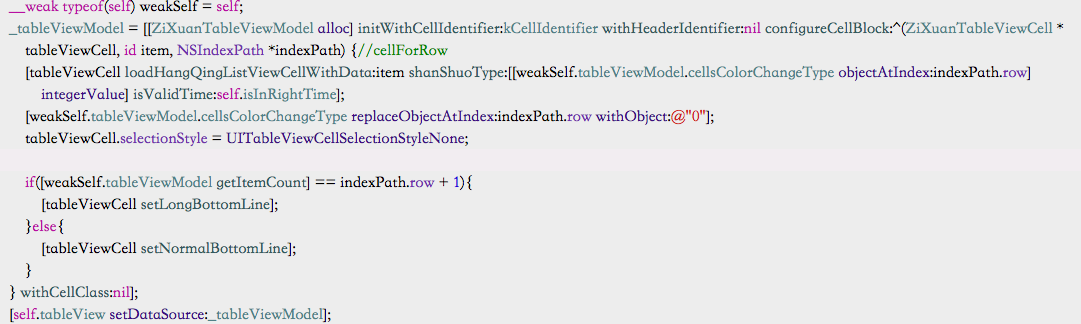 __weak typeof(self) weakSelf = self;
_tableViewModel = [[ZiXuanTableViewModel alloc] initWithCellIdentifier:kCellIdentifier withHeaderIdentifier:nil configureCellBlock:^(ZiXuanTableViewCell *
tableViewCell, id item, NSIndexPath *indexPath) {//cellForRow
[tableViewCell loadHangQingListViewCellWithData:item shanShuoType:[[weakSelf.tableViewModel.cellsColorChangeType objectAtIndex:indexPath.row]
integerValue] isValidTime:self.isInRightTime];
[weakSelf.tableViewModel.cellsColorChangeType replaceObjectAtIndex:indexPath.row withObject:@"0"];
tableViewCell.selectionStyle = UITableViewCellSelectionStyleNone;
if([weakSelf.tableViewModel getItemCount] == indexPath.row + 1){
[tableViewCell setLongBottomLine];
}else{
[tableViewCell setNormalBottomLine];
}
} withCellClass:nil];
[self.tableView setDataSource:_tableViewModel];